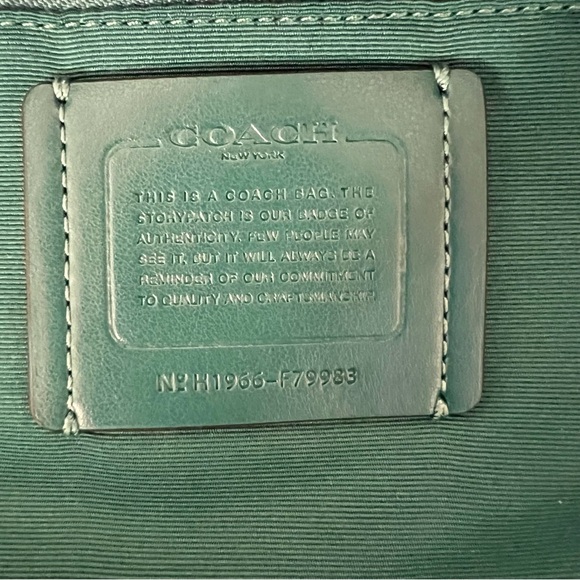 COACH
NEW YORK
THIS IS A COACH BAG. THE
STORYPATCH IS OUR BADGE OF
AUTHENTICITY. FEW PEOPLE MAY
SEE IT. BUT IT WILL ALWAYS BE A
REMINDER OF OUR COMMITMENT
TO QUALITY AND CRAFTSMANSHIP.
Nº H1966-F79983